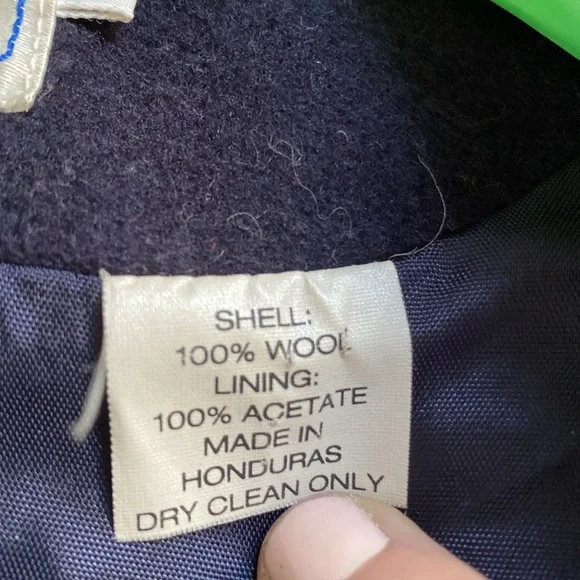 SHELL:
100% WOOL
LINING:
100% ACETATE
MADE IN
HONDURAS
DRY CLEAN ONLY